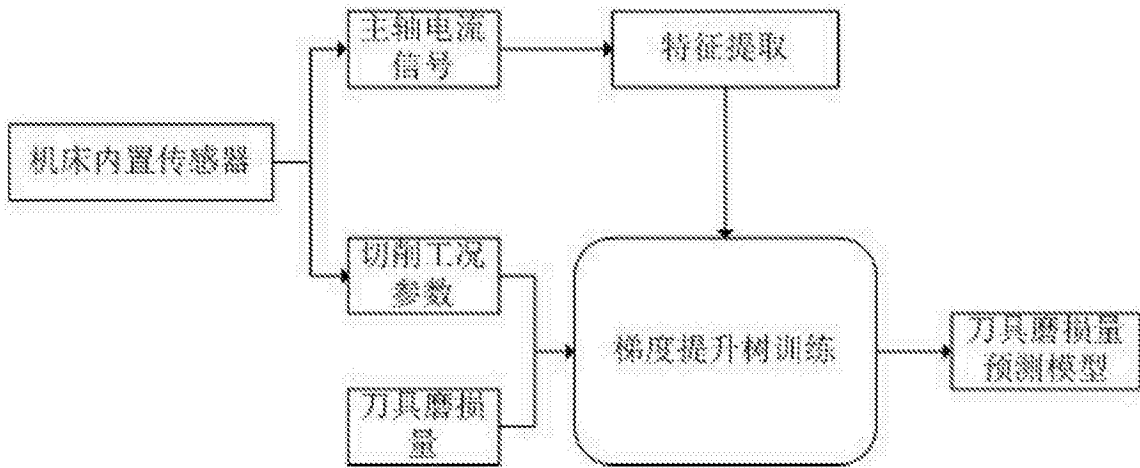 主轴电流
信号
特征提取
机床内置传感器
切削工况
参数
梯度提升树训练
刀具磨损量
预测模型
刀具磨损
量